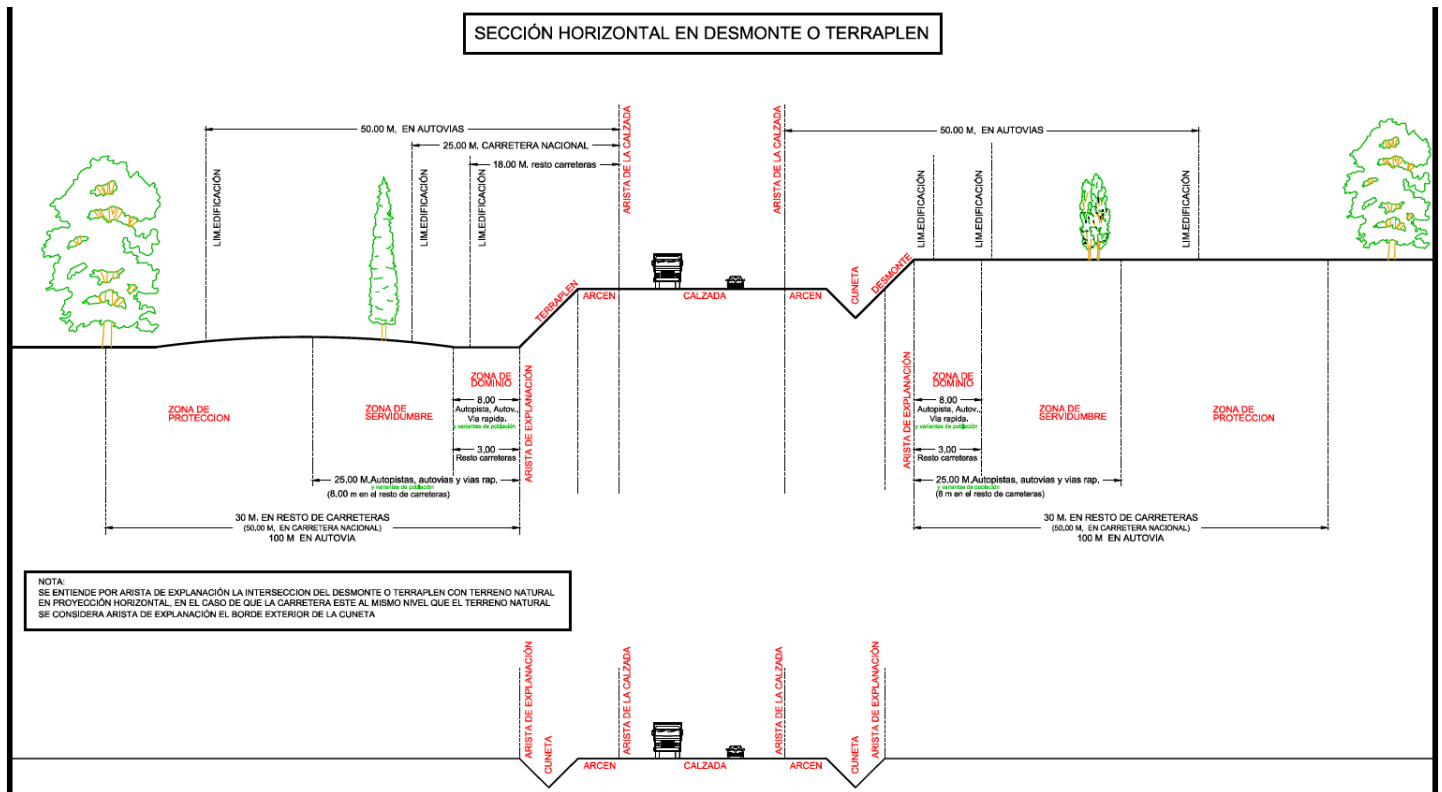 SECCIÓN HORIZONTAL EN DESMONTE O TERRAPLEN
50.00 M, EN AUTOVIAS
25.00 M. CARRETERA NACIONAL
18.00 M. resto carreteras
50.00 M, EN AUTOVIAS
LIM.EDIFICACIÓN
LIM.EDIFICACIÓN
LIM.EDIFICACIÓN
ARISTA DE LA CALZADA
ARISTA DE LA CALZADA
LIM.EDIFICACIÓN
LIM.EDIFICACIÓN
LIM.EDIFICACIÓN
TERRAPLEN
ARCEN
CALZADA
ARCEN
CUNETA
DESMONTE
ZONA DE
PROTECCION
ZONA DE
SERVIDUMBRE
ZONA DE
DOMINIO
8.00
Autopista, Autov.,
Via rapida.
y variantes de población
3.00
Resto carreteras
ARISTA DE EXPLANACIÓN
25,00 M.Autopistas, autovias y vias rap.
y variantes de población
(8.00 m en el resto de carreteras)
30 M. EN RESTO DE CARRETERAS
(50.00 M, EN CARRETERA NACIONAL)
100 M EN AUTOVIA
ARISTA DE EXPLANACIÓN
ZONA DE
DOMINIO
8.00
Autopista, Autov.,
Via rapida.
y variantes de población
3.00
Resto carreteras
ZONA DE
SERVIDUMBRE
ZONA DE
PROTECCION
25,00 M.Autopistas, autovias y vias rap.
y variantes de población
(8 m en el resto de carreteras)
30 M. EN RESTO DE CARRETERAS
(50.00 M, EN CARRETERA NACIONAL)
100 M EN AUTOVIA
NOTA:
SE ENTIENDE POR ARISTA DE EXPLANACIÓN LA INTERSECCION DEL DESMONTE O TERRAPLEN CON TERRENO NATURAL
EN PROYECCIÓN HORIZONTAL, EN EL CASO DE QUE LA CARRETERA ESTE AL MISMO NIVEL QUE EL TERRENO NATURAL
SE CONSIDERA ARISTA DE EXPLANACIÓN EL BORDE EXTERIOR DE LA CUNETA
ARISTA DE EXPLANACIÓN
CUNETA
ARCEN
ARISTA DE LA CALZADA
CALZADA
ARISTA DE LA CALZADA
ARCEN
CUNETA
ARISTA DE EXPLANACIÓN